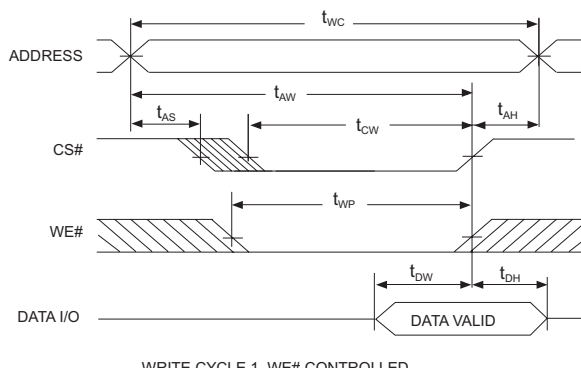 tWC
ADDRESS
tAW
tAS
tCW
tAH
CS#
tWP
WE#
tDW
tDH
DATA I/O
DATA VALID
WRITE CYCLE 1, WE# CONTROLLED